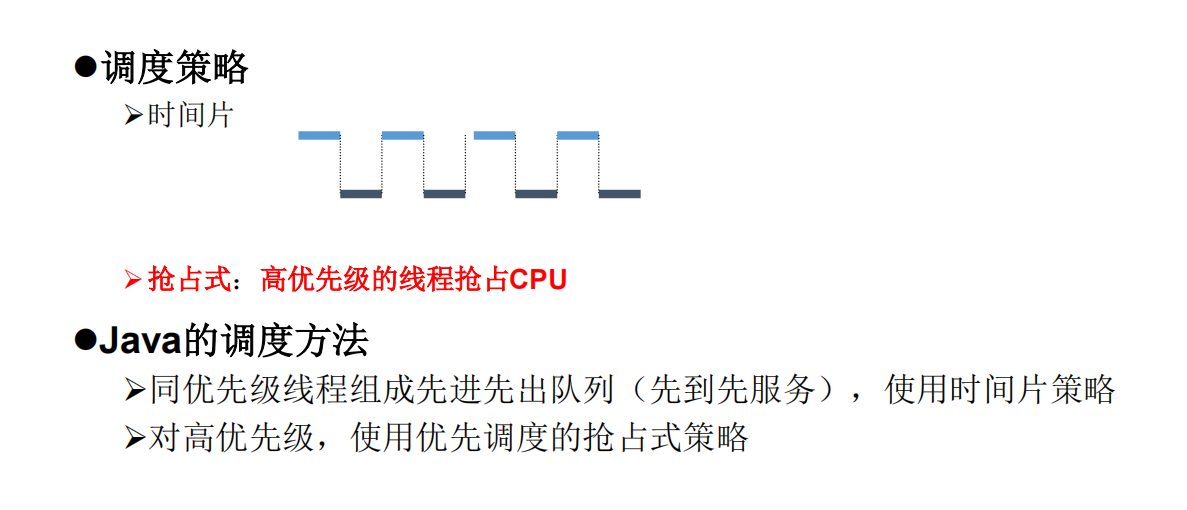 ●调度策略
➢时间片
➢抢占式：高优先级的线程抢占CPU
●Java的调度方法
➢同优先级线程组成先进先出队列（先到先服务），使用时间片策略
➢对高优先级，使用优先调度的抢占式策略